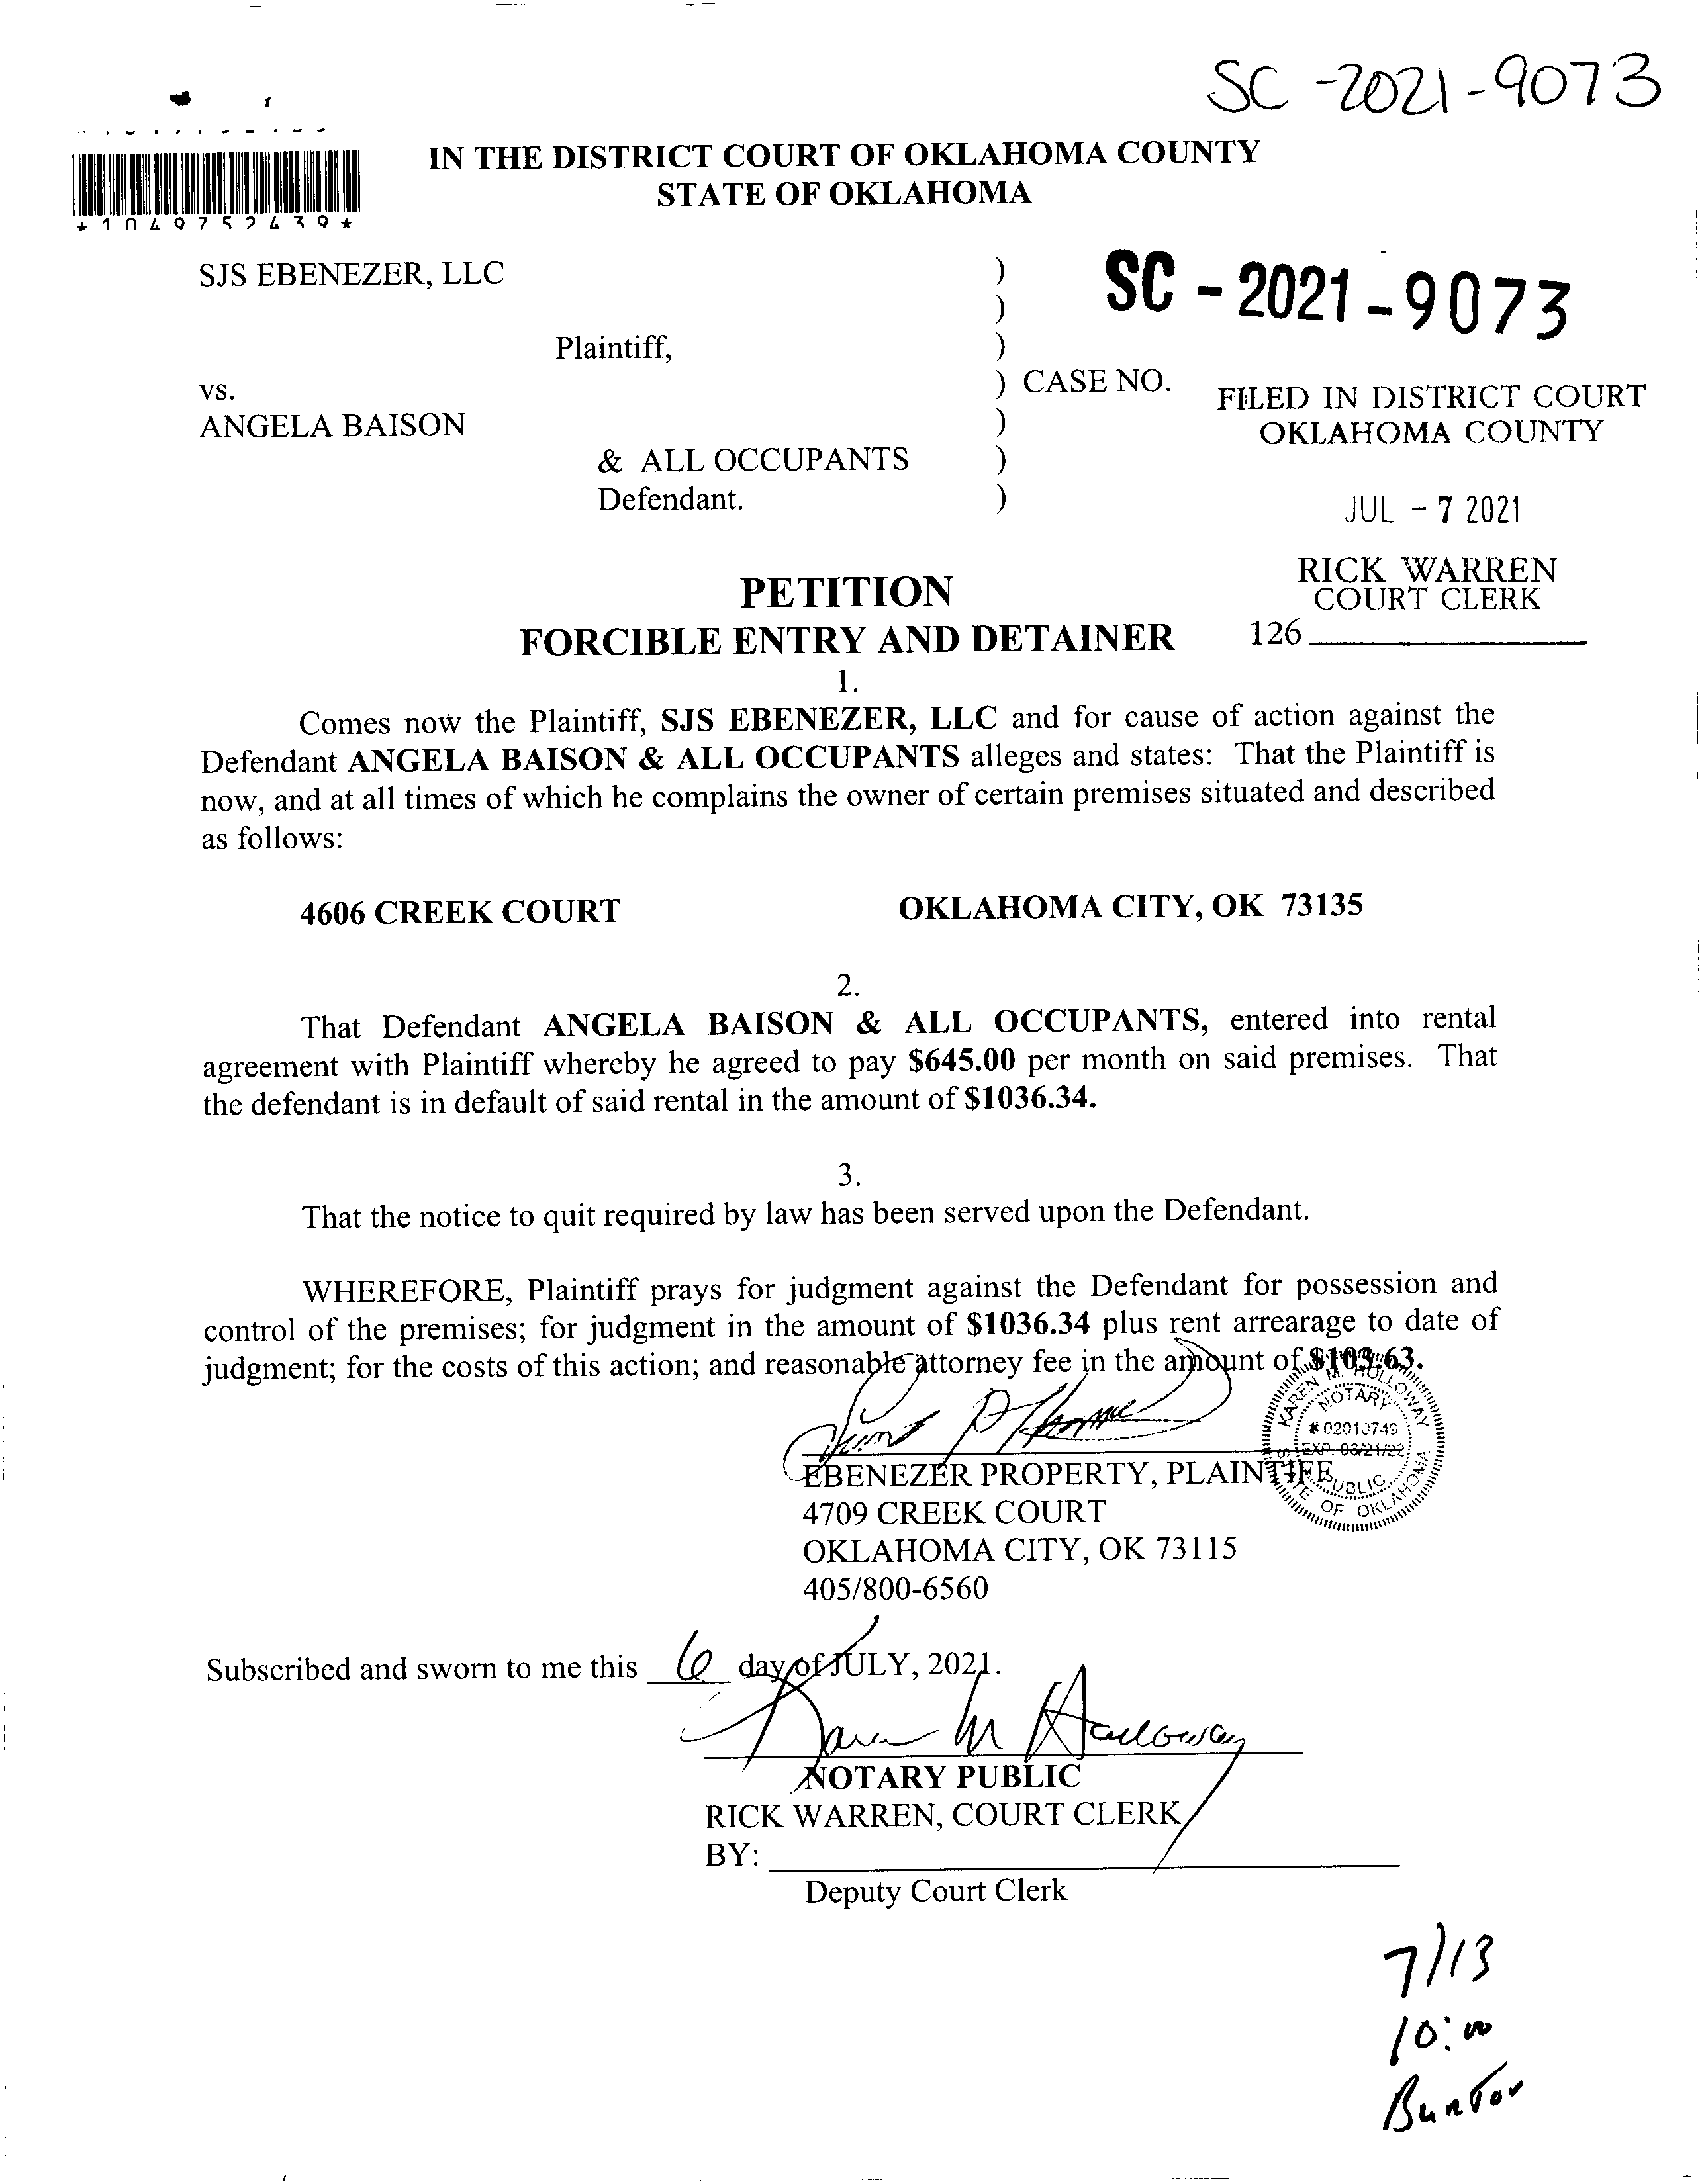 SC -2021-9073
IN THE DISTRICT COURT OF OKLAHOMA COUNTY
STATE OF OKLAHOMA
*1049752439*
SJS EBENEZER, LLC )
)
Plaintiff, )
vs. ) CASE NO.
SC - 2021 - 9073
ANGELA BAISON )
& ALL OCCUPANTS )
Defendant. )
FILED IN DISTRICT COURT
OKLAHOMA COUNTY
JUL - 7 2021
RICK WARREN
COURT CLERK
126
PETITION
FORCIBLE ENTRY AND DETAINER
1.
Comes now the Plaintiff, SJS EBENEZER, LLC and for cause of action against the
Defendant ANGELA BAISON & ALL OCCUPANTS alleges and states: That the Plaintiff is
now, and at all times of which he complains the owner of certain premises situated and described
as follows:
4606 CREEK COURT OKLAHOMA CITY, OK 73135
2.
That Defendant ANGELA BAISON & ALL OCCUPANTS, entered into rental
agreement with Plaintiff whereby he agreed to pay $645.00 per month on said premises. That
the defendant is in default of said rental in the amount of $1036.34.
3.
That the notice to quit required by law has been served upon the Defendant.
WHEREFORE, Plaintiff prays for judgment against the Defendant for possession and
control of the premises; for judgment in the amount of $1036.34 plus rent arrearage to date of
judgment; for the costs of this action; and reasonable attorney fee in the amount of $103.63.
KAREN M. HOLLOWAY
NOTARY
EXP. 06/21/22
PUBLIC
STATE OF OKLAHOMA
EBENEZER PROPERTY, PLAINTIFF
4709 CREEK COURT
OKLAHOMA CITY, OK 73115
405/800-6560
Subscribed and sworn to me this 6 day of JULY, 2021.
Karen M Holloway
NOTARY PUBLIC
RICK WARREN, COURT CLERK
BY:
Deputy Court Clerk
7/13
10:00